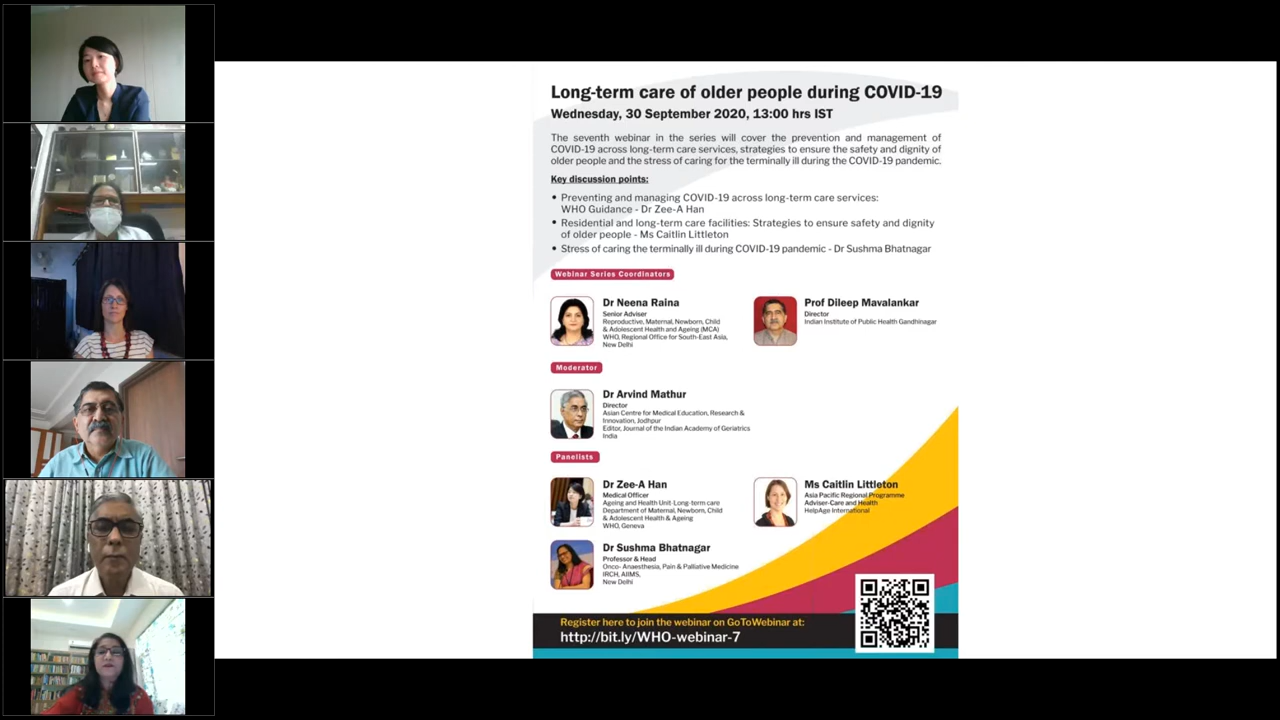 Long-term care of older people during COVID-19
Wednesday, 30 September 2020, 13:00 hrs IST
The seventh webinar in the series will cover the prevention and management of
COVID-19 across long-term care services, strategies to ensure the safety and dignity of
older people and the stress of caring for the terminally ill during the COVID-19 pandemic.
Key discussion points:
• Preventing and managing COVID-19 across long-term care services:
WHO Guidance - Dr Zee-A Han
• Residential and long-term care facilities: Strategies to ensure safety and dignity
of older people - Ms Caitlin Littleton
• Stress of caring the terminally ill during COVID-19 pandemic - Dr Sushma Bhatnagar
Webinar Series Coordinators
Dr Neena Raina
Senior Adviser
Reproductive, Maternal, Newborn, Child
& Adolescent Health and Ageing (MCA)
WHO, Regional Office for South-East Asia,
New Delhi
Prof Dileep Mavalankar
Director
Indian Institute of Public Health Gandhinagar
Moderator
Dr Arvind Mathur
Director
Asian Centre for Medical Education, Research &
Innovation, Jodhpur
Editor, Journal of the Indian Academy of Geriatrics
India
Panelists
Dr Zee-A Han
Medical Officer
Ageing and Health Unit-Long-term care
Department of Maternal, Newborn, Child
& Adolescent Health & Ageing
WHO, Geneva
Ms Caitlin Littleton
Asia Pacific Regional Programme
Adviser-Care and Health
HelpAge International
Dr Sushma Bhatnagar
Professor & Head
Onco- Anaesthesia, Pain & Palliative Medicine
IRCH, AIIMS,
New Delhi
Register here to join the webinar on GoToWebinar at:
http://bit.ly/WHO-webinar-7